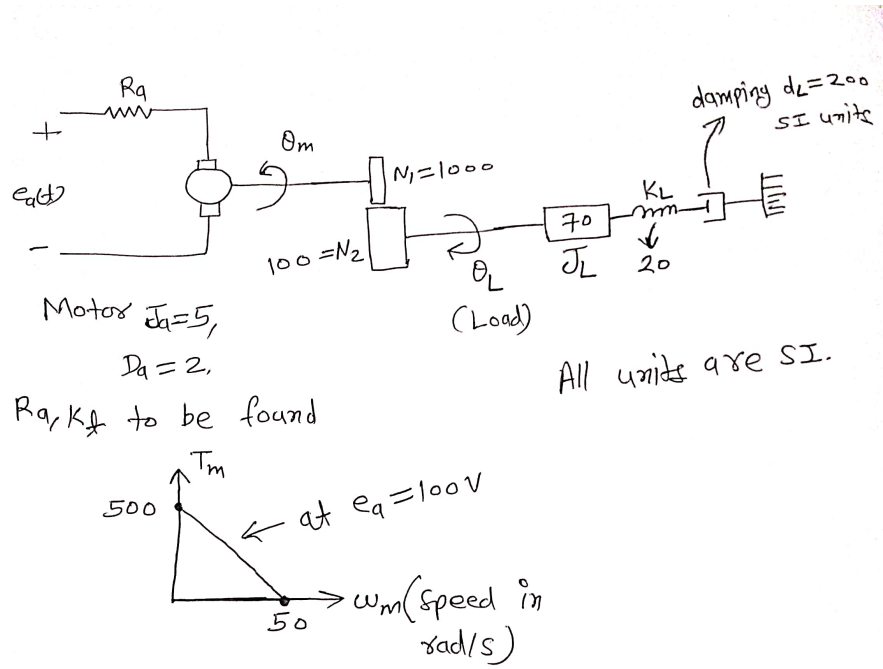 Ra
+
ea(t)
-
θm
N1=1000
100=N2
θL
(Load)
70
JL
KL
20
damping dL=200
SI units
Motor Ja=5,
Da=2,
Ra, Kt to be found
All units are SI.
Tm
500
at ea=100V
50
ωm(Speed in
rad/s)